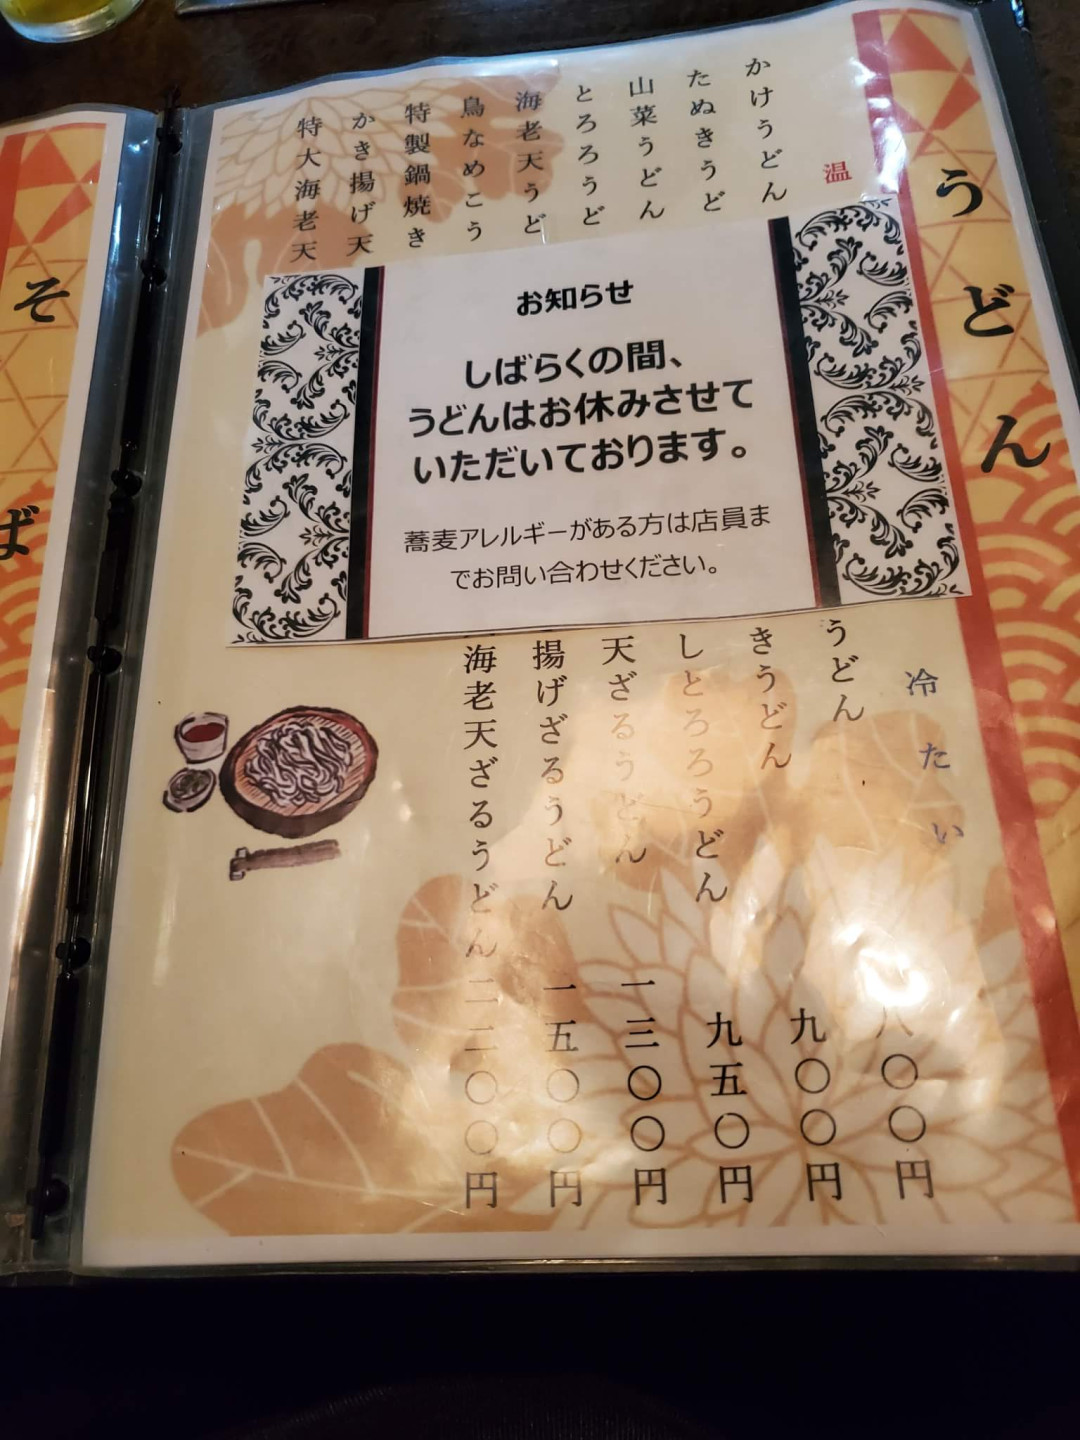 うどん
温
かけうどん
たぬきうど
山菜うどん
とろろうど
海老天うど
鳥なめこう
特製鍋焼き
かき揚げ天
特大海老天
お知らせ
しばらくの間、
うどんはお休みさせて
いただいております。
蕎麦アレルギーがある方は店員ま
でお問い合わせください。
冷たい
うどん 八〇〇円
きうどん 九〇〇円
しとろろうどん 九五〇円
天ざるうどん 一三〇〇円
揚げざるうどん 一五〇〇円
海老天ざるうどん 二二〇〇円
そば